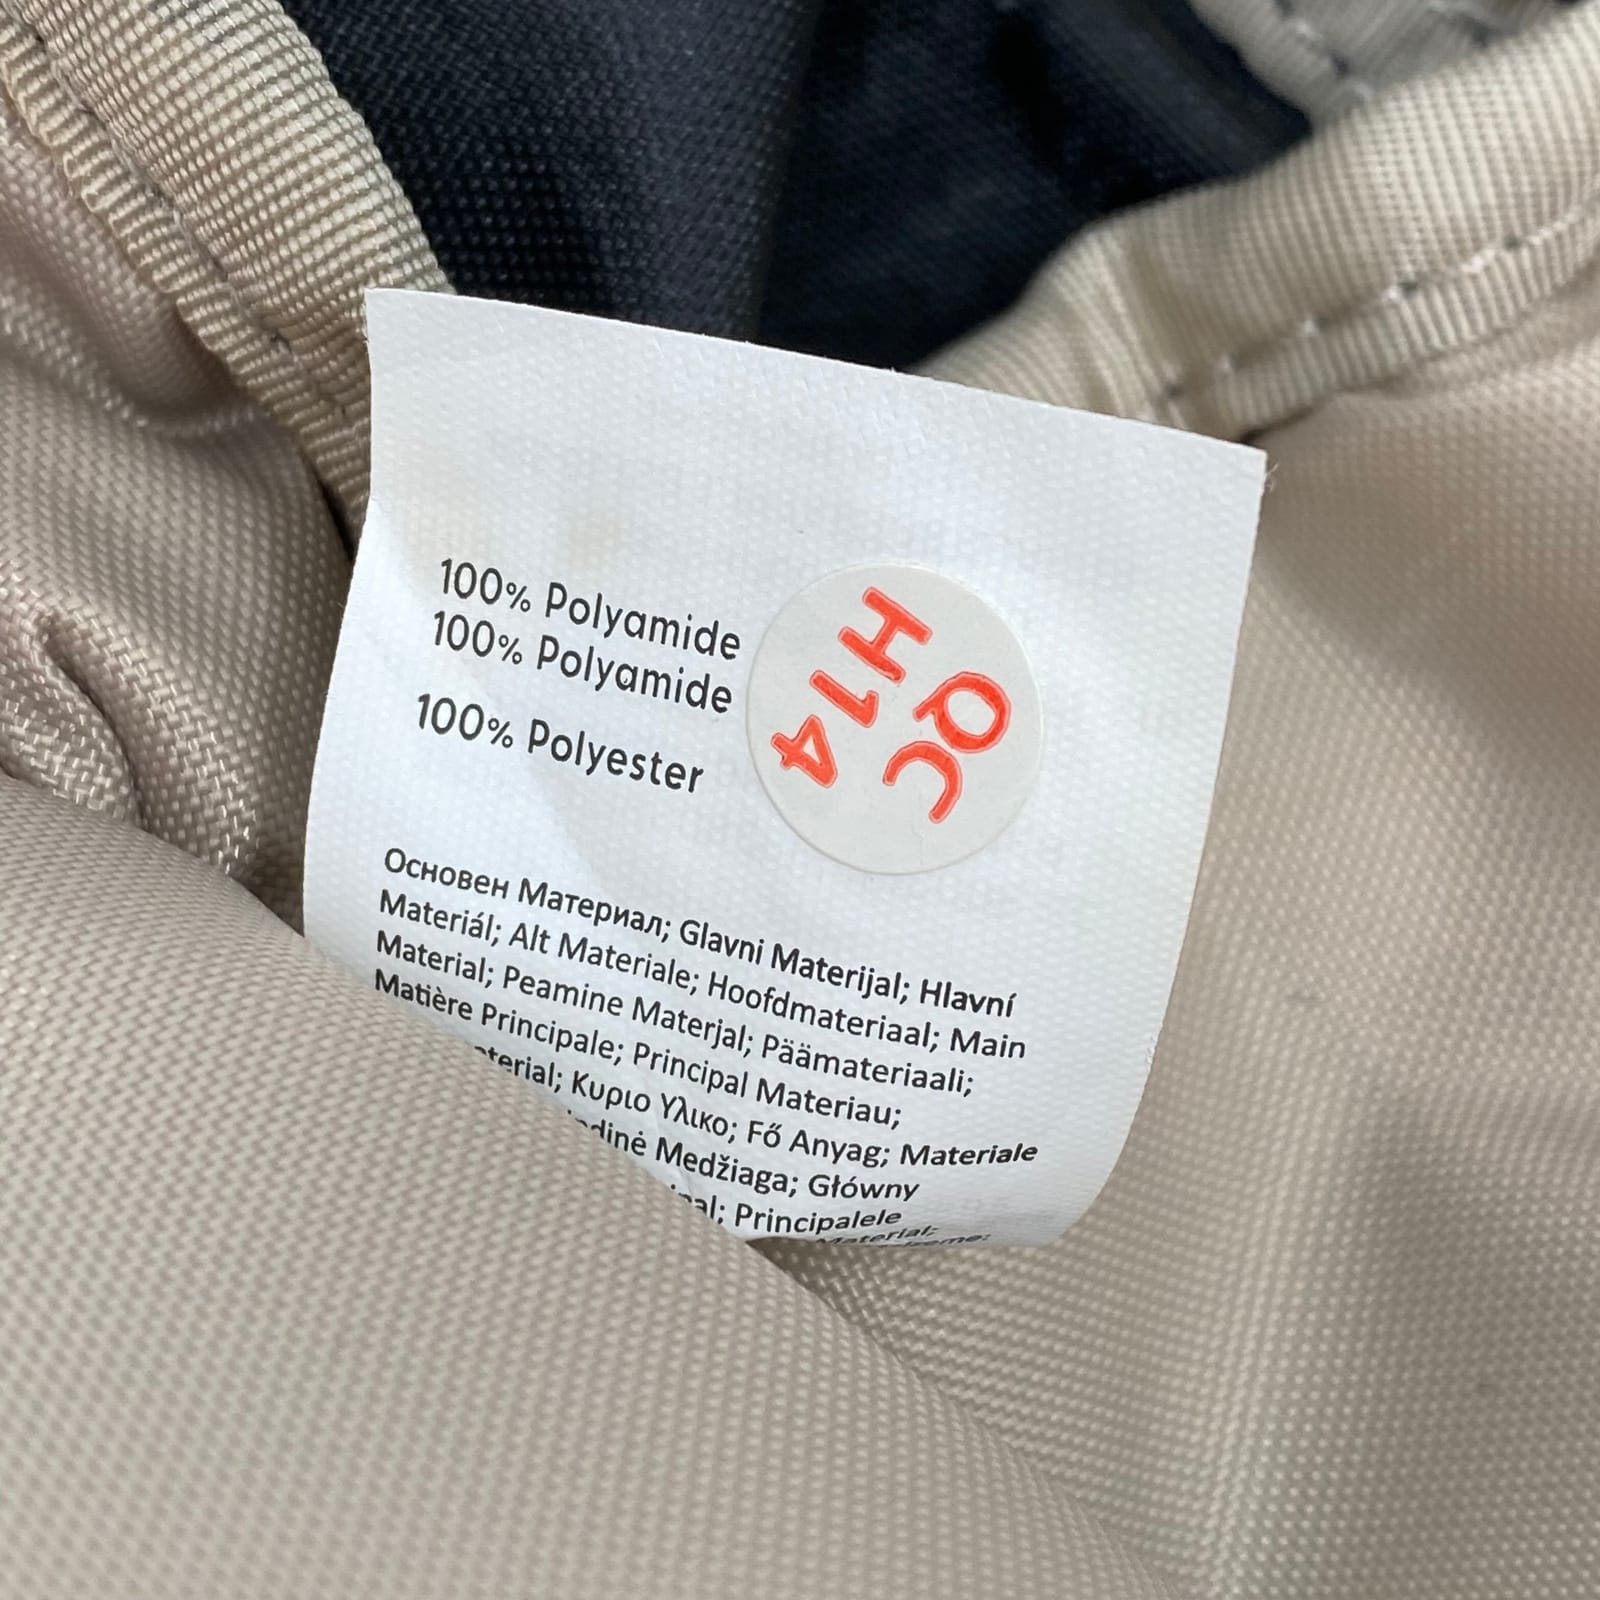 100% Polyamide
100% Polyamide
100% Polyester
QC
H14
Основен Материал; Glavni Materijal; Hlavní
Materiál; Alt Materiale; Hoofdmateriaal; Main
Material; Peamine Materjal; Päämateriaali;
Matière Principale; Principal Materiau;
Κυριο Υλικο; Fő Anyag; Materiale
Medžiaga; Główny
Principalele
Material;